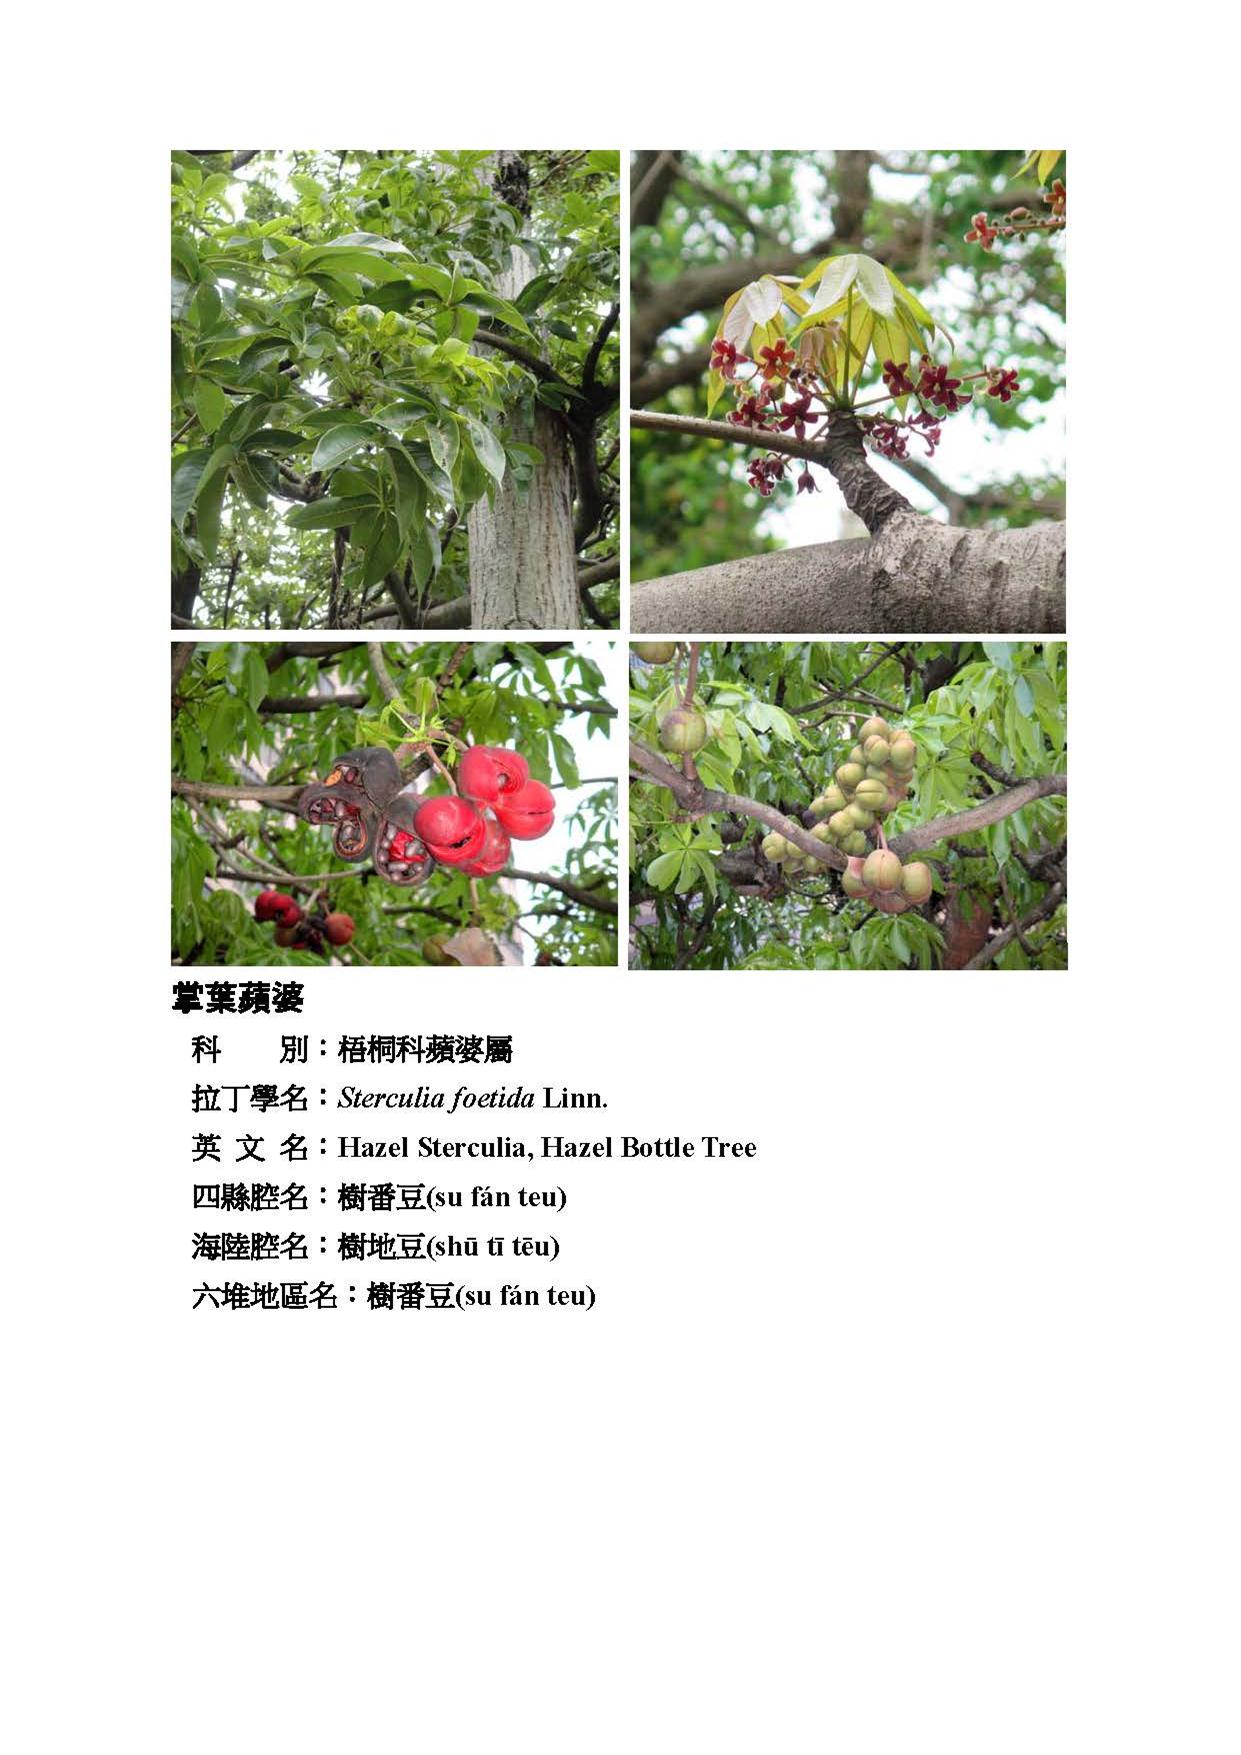 掌葉蘋婆
科　　別：梧桐科蘋婆屬
拉丁學名：Sterculia foetida Linn.
英 文 名：Hazel Sterculia, Hazel Bottle Tree
四縣腔名：樹番豆(su fán teu)
海陸腔名：樹地豆(shū tī tēu)
六堆地區名：樹番豆(su fán teu)